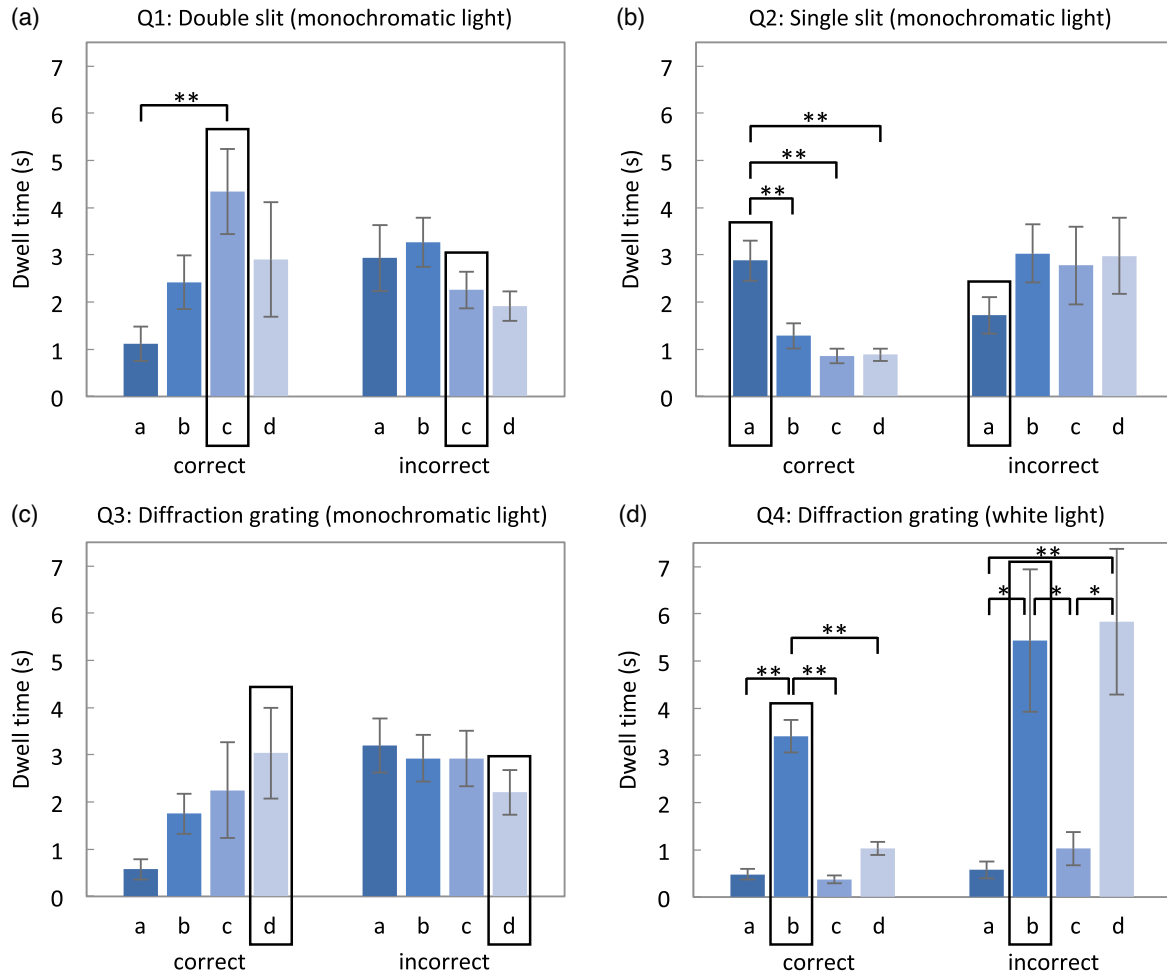 (a) Q1: Double slit (monochromatic light)
Dwell time (s)
7
6
5
4
3
2
1
0
**
a b c d a b c d
correct incorrect
(b) Q2: Single slit (monochromatic light)
Dwell time (s)
7
6
5
4
3
2
1
0
**
**
**
a b c d a b c d
correct incorrect
(c) Q3: Diffraction grating (monochromatic light)
Dwell time (s)
7
6
5
4
3
2
1
0
a b c d a b c d
correct incorrect
(d) Q4: Diffraction grating (white light)
Dwell time (s)
7
6
5
4
3
2
1
0
**
* * *
**
** **
a b c d a b c d
correct incorrect